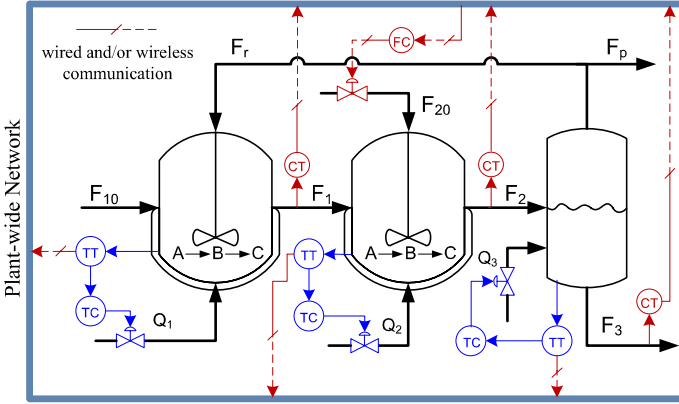 wired and/or wireless
communication
Plant-wide Network
Fr
Fp
FC
F20
CT
CT
F10
F1
F2
A B C
A B C
TT
TT
Q3
CT
TC
TC
Q1
Q2
TC
TT
F3